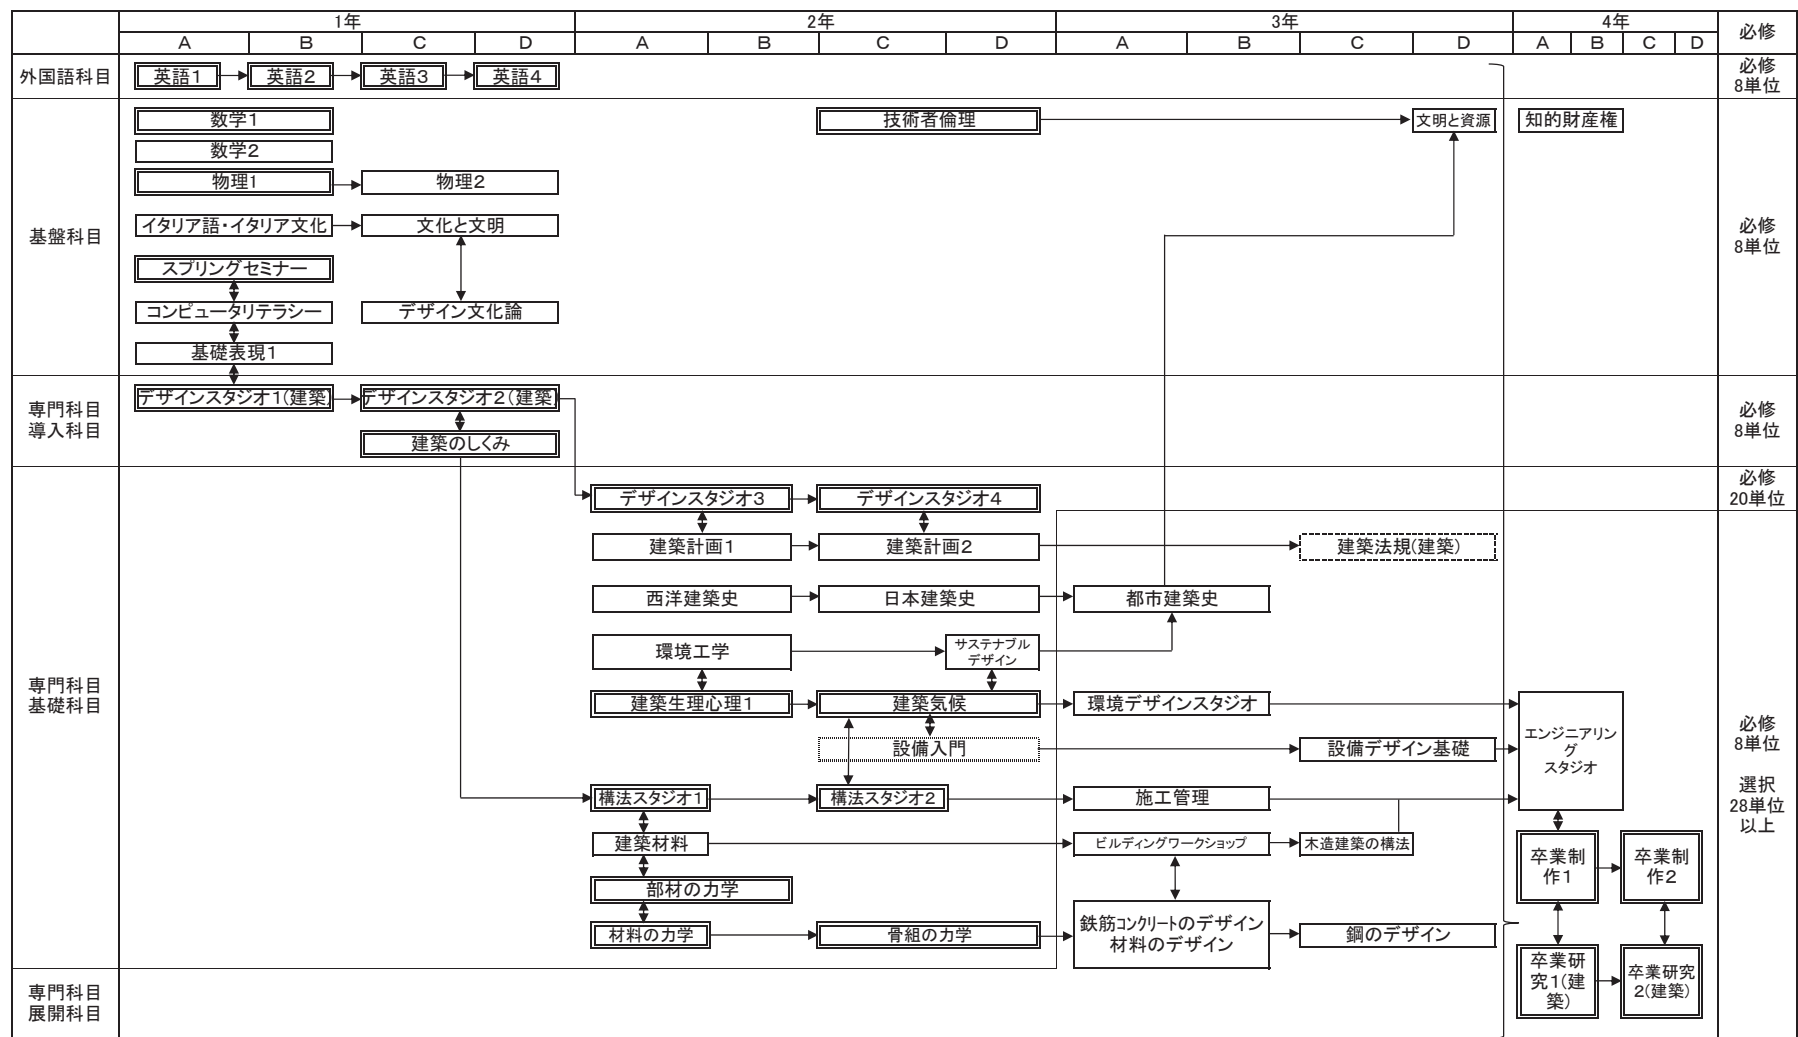 1年 2年 3年 4年 必修
A B C D A B C D A B C D A B C D
外国語科目 英語1 英語2 英語3 英語4 必修
8単位
基盤科目
数学1 技術者倫理 文明と資源 知的財産権
数学2
物理1 物理2
イタリア語・イタリア文化 文化と文明
必修
8単位
スプリングセミナー
コンピュータリテラシー デザイン文化論
基礎表現1
専門科目
導入科目
デザインスタジオ1(建築) デザインスタジオ2(建築)
建築のしくみ
必修
8単位
デザインスタジオ3 デザインスタジオ4
必修
20単位
建築計画1 建築計画2 建築法規(建築)
西洋建築史 日本建築史 都市建築史
環境工学
サステナブル
デザイン
専門科目
基礎科目
建築生理心理1 建築気候 環境デザインスタジオ
設備入門 設備デザイン基礎
エンジニアリン
グ
スタジオ
必修
8単位
選択
28単位
以上
構法スタジオ1 構法スタジオ2 施工管理
建築材料 ビルディングワークショップ 木造建築の構法
卒業制
作1
卒業制
作2
部材の力学
材料の力学 骨組の力学
鉄筋コンクリートのデザイン
材料のデザイン
鋼のデザイン
専門科目
展開科目
卒業研
究1(建
築)
卒業研究
2(建築)